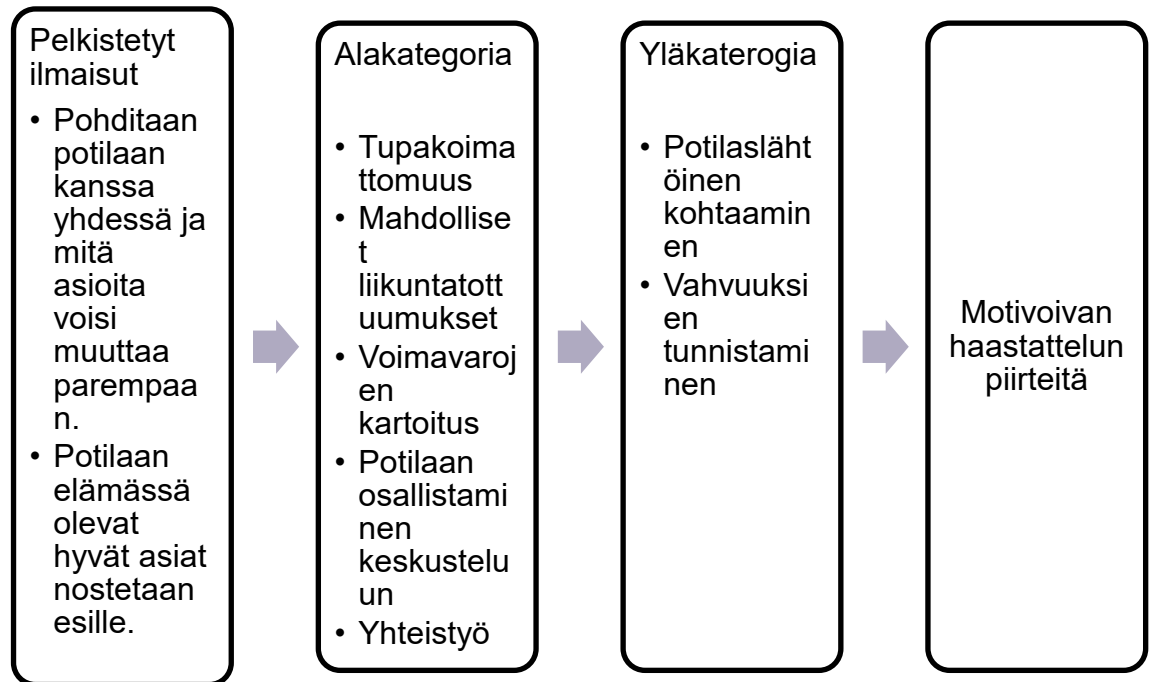 Pelkistetyt
ilmaisut
• Pohditaan
potilaan
kanssa
yhdessä ja
mitä
asioita
voisi
muuttaa
parempaa
n.
• Potilaan
elämässä
olevat
hyvät asiat
nostetaan
esille.
Alakategoria
• Tupakoima
ttomuus
• Mahdollise
t
liikuntatott
uumukset
• Voimavaroj
en
kartoitus
• Potilaan
osallistami
nen
keskustelu
un
• Yhteistyö
Yläkaterogia
• Potilasläht
öinen
kohtaamin
en
• Vahvuuksi
en
tunnistami
nen
Motivoivan
haastattelun
piirteitä